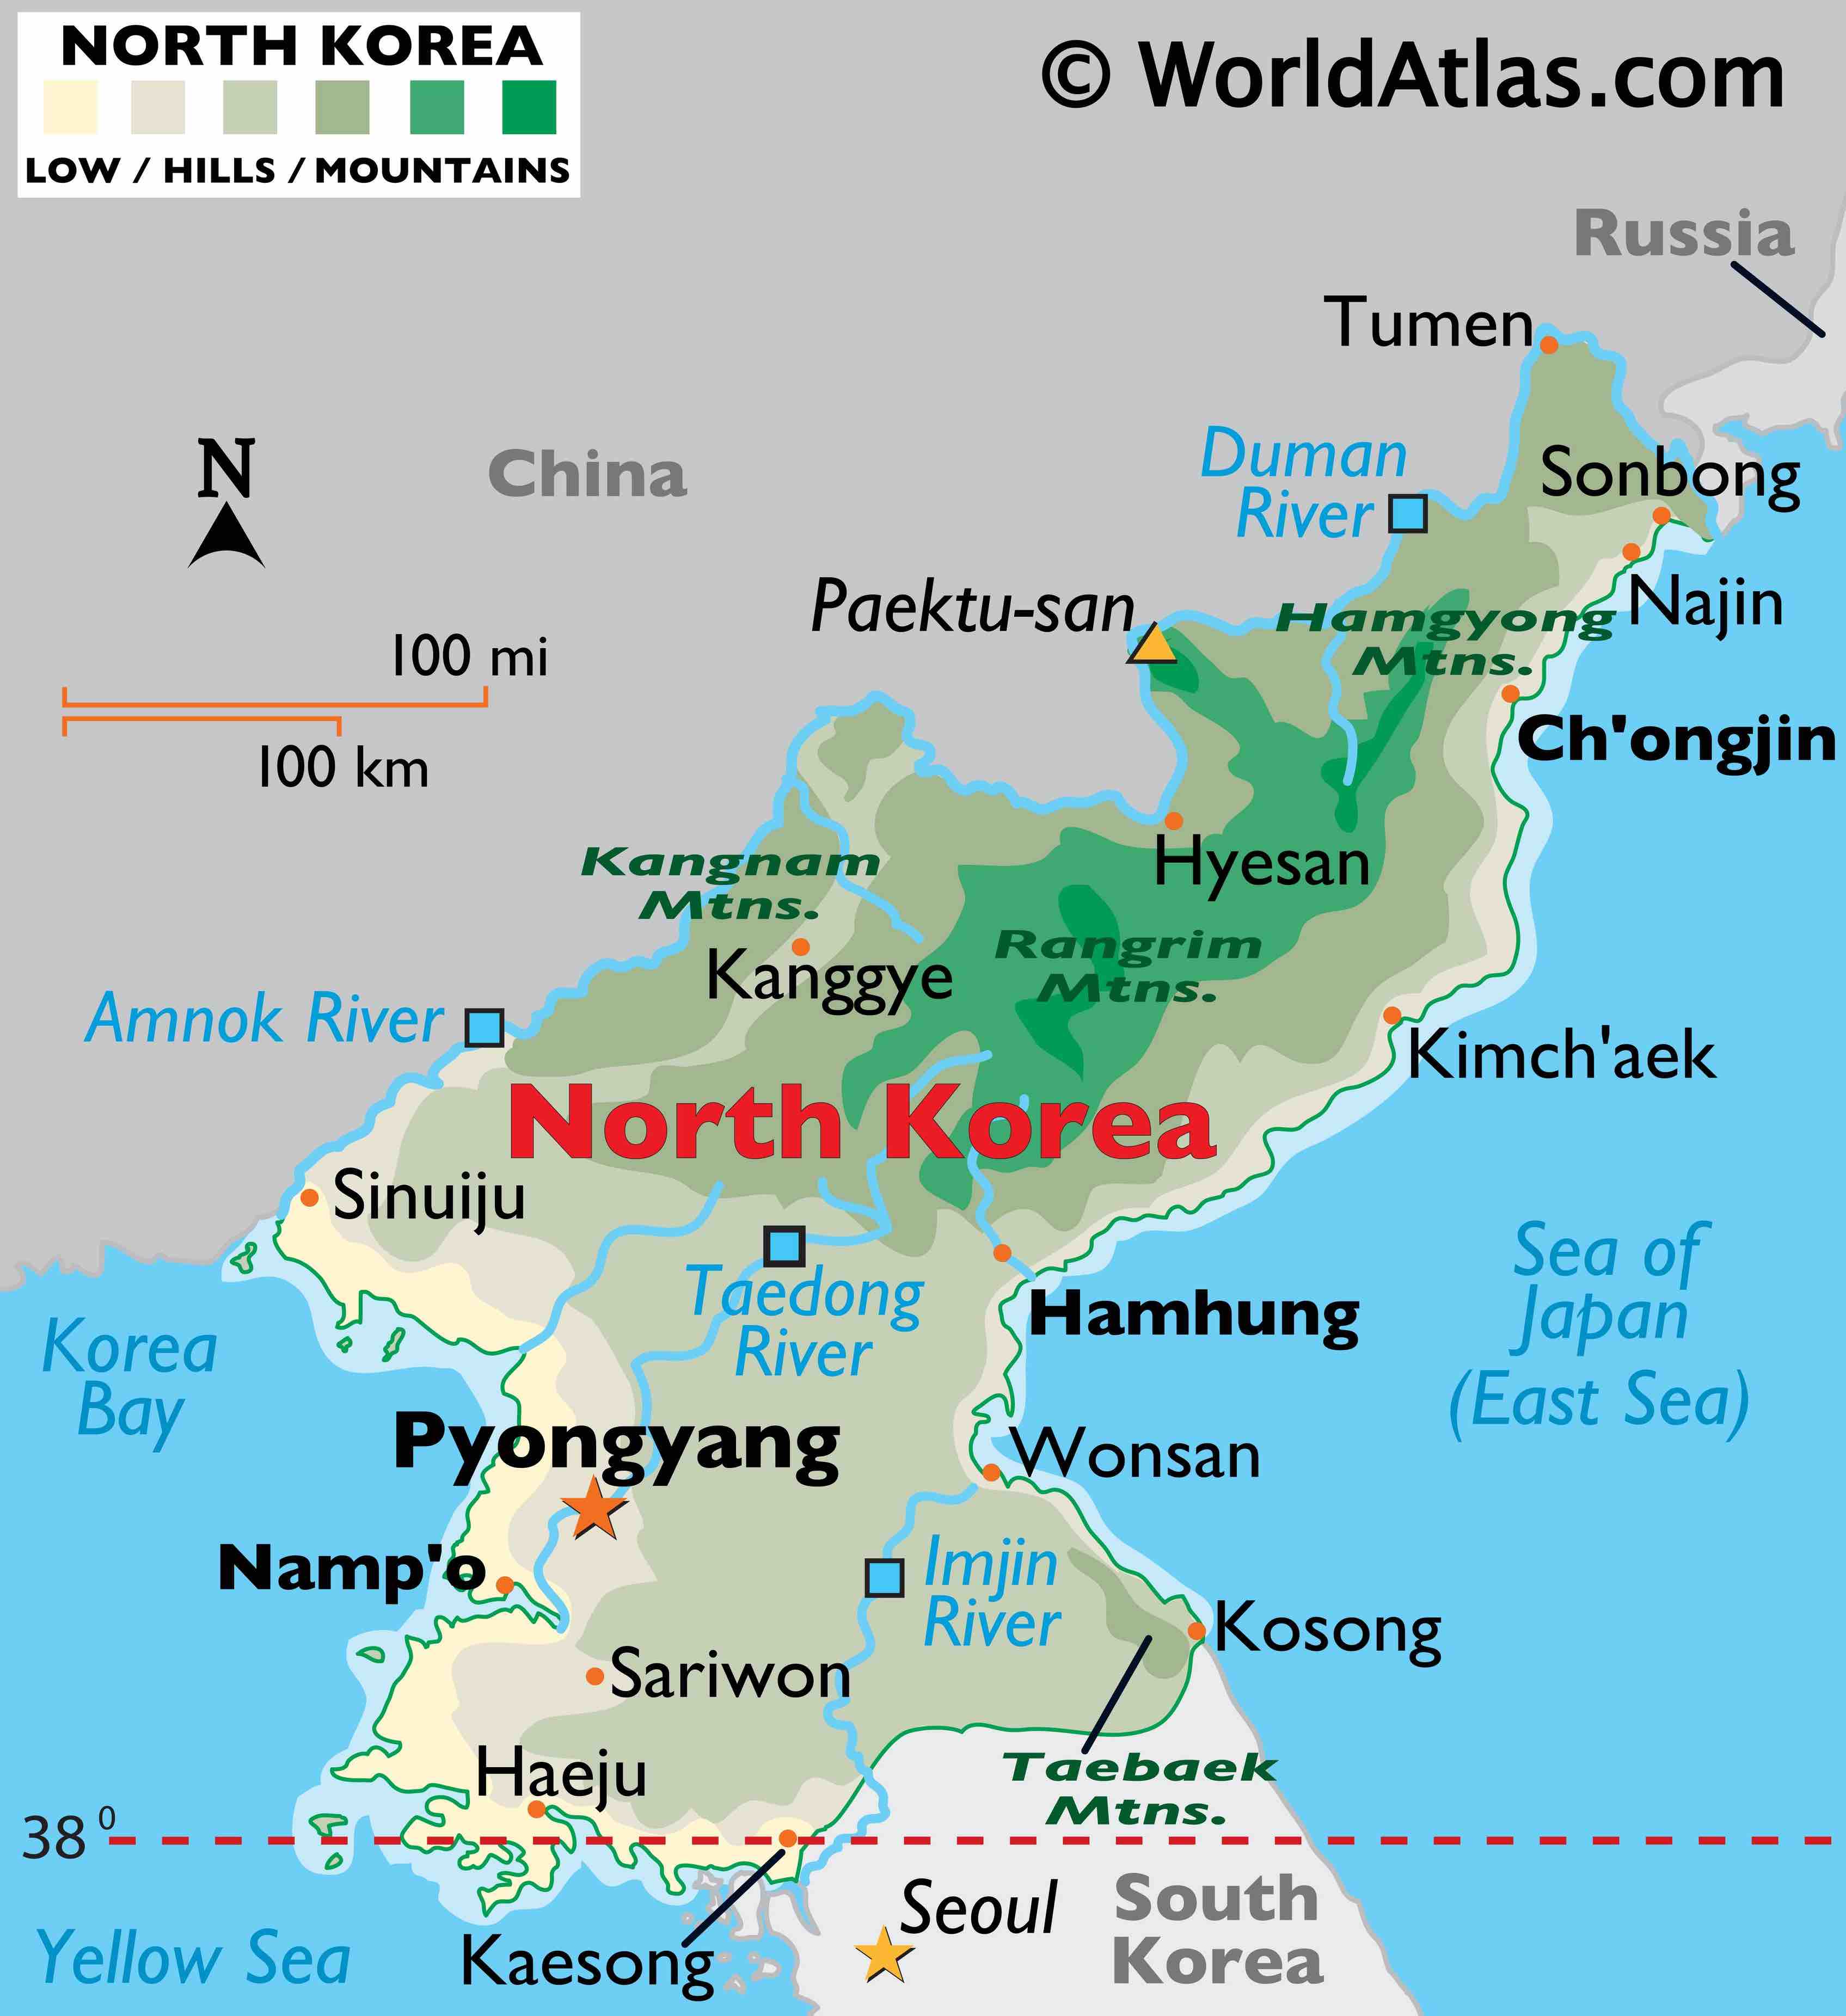 NORTH KOREA
LOW / HILLS / MOUNTAINS
© WorldAtlas.com
Russia
Tumen
China
N
Duman
River
Sonbong
Paektu-san
Hamgyong
Mtns.
Najin
100 mi
100 km
Ch'ongjin
Kangnam
Mtns.
Hyesan
Kanggye
Rangrim
Mtns.
Amnok River
Kimch'aek
North Korea
Sinuiju
Taedong
River
Hamhung
Sea of
Japan
(East Sea)
Korea
Bay
Pyongyang
Wonsan
Namp'o
Imjin
River
Kosong
Sariwon
Haeju
Taebaek
Mtns.
38⁰
Seoul
South
Korea
Yellow Sea
Kaesong